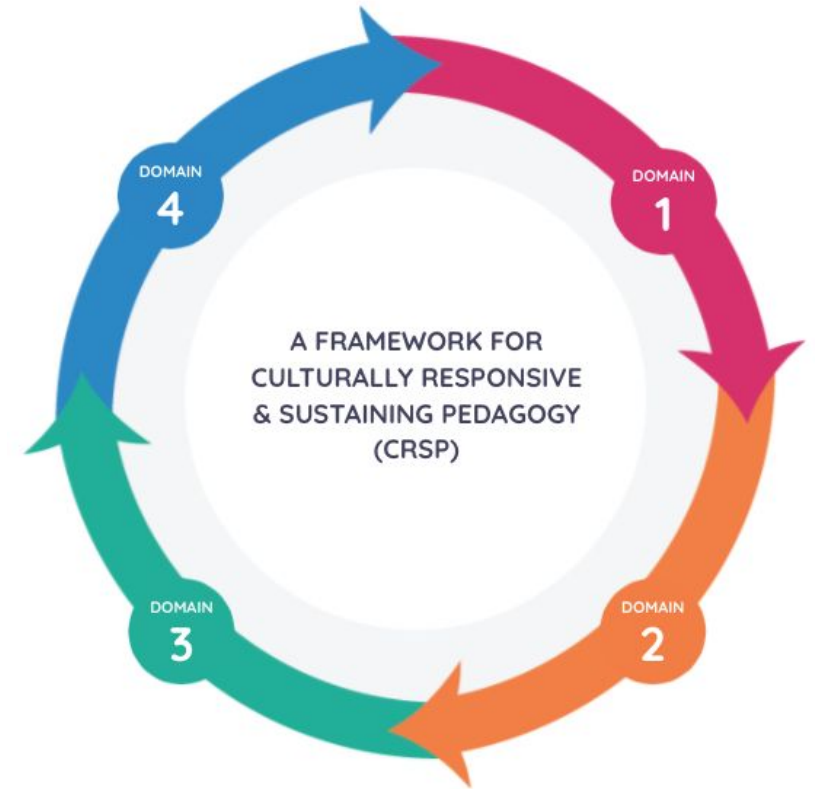 A FRAMEWORK FOR
CULTURALLY RESPONSIVE
& SUSTAINING PEDAGOGY
(CRSP)
DOMAIN
1
DOMAIN
2
DOMAIN
3
DOMAIN
4